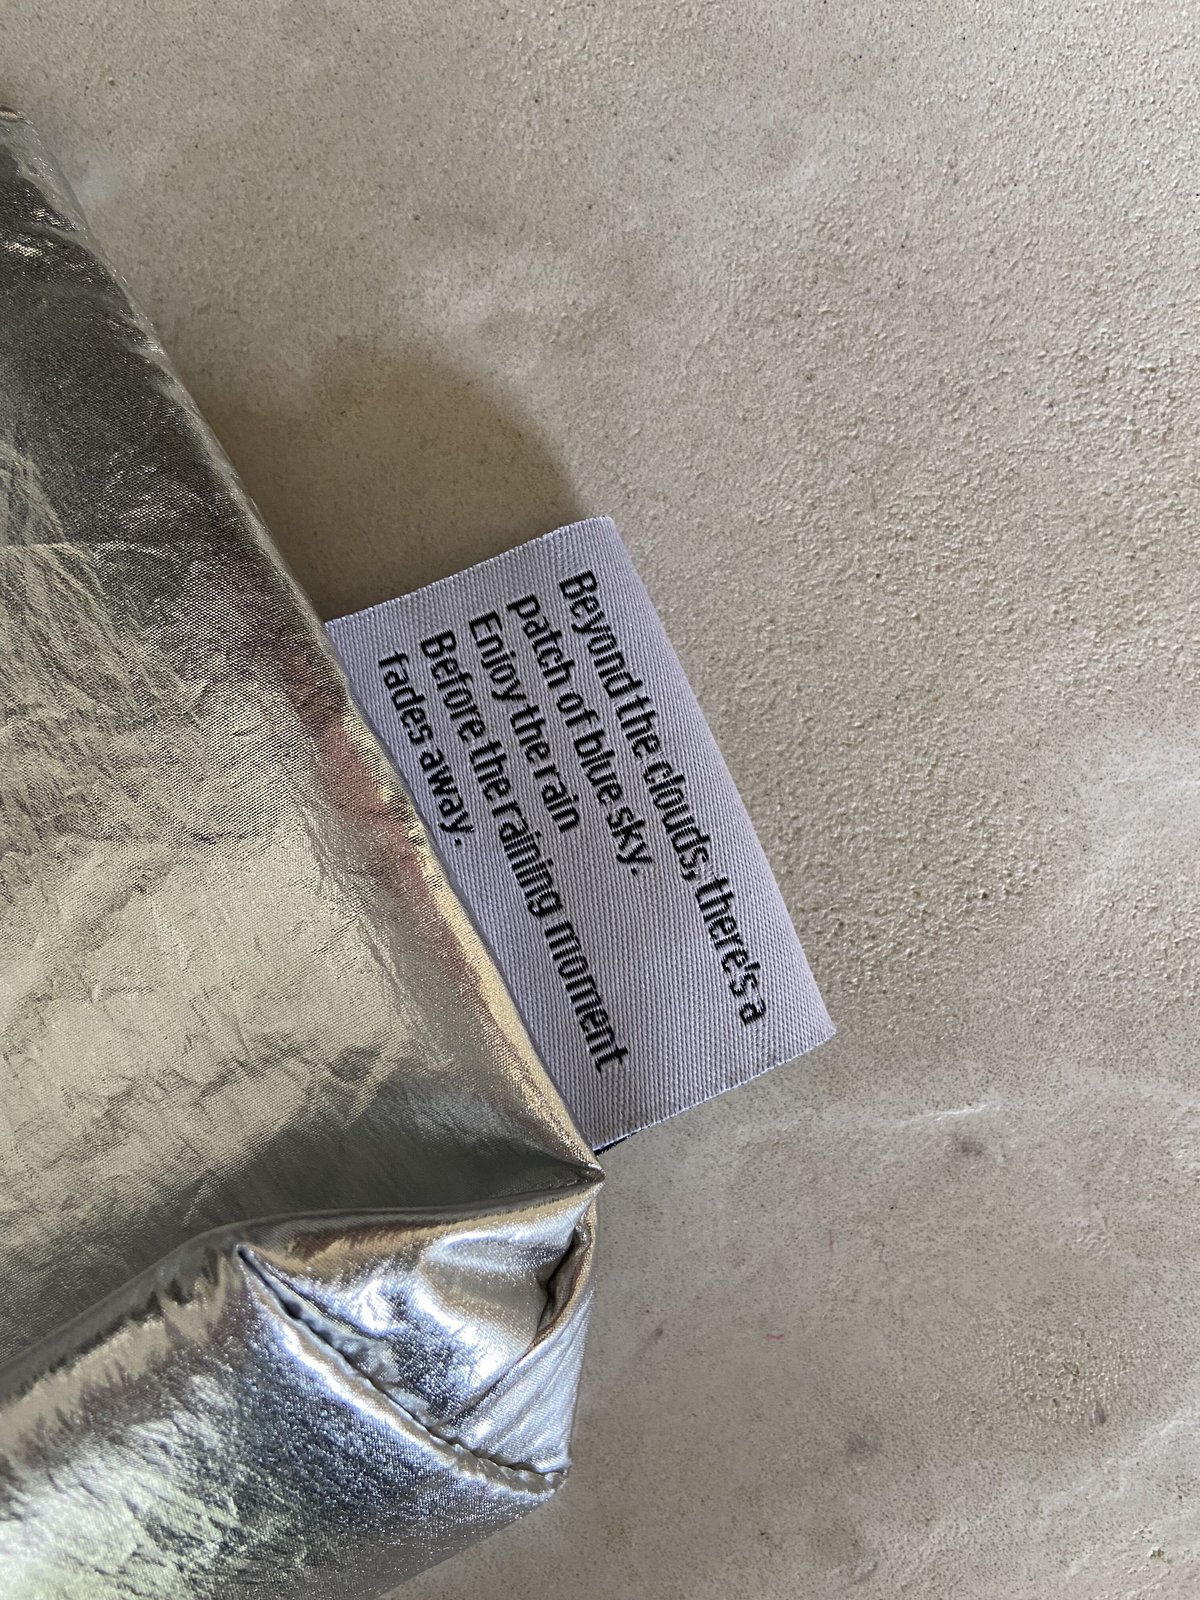 Beyond the clouds, there's a
patch of blue sky.
Enjoy the rain
Before the raining moment
fades away.